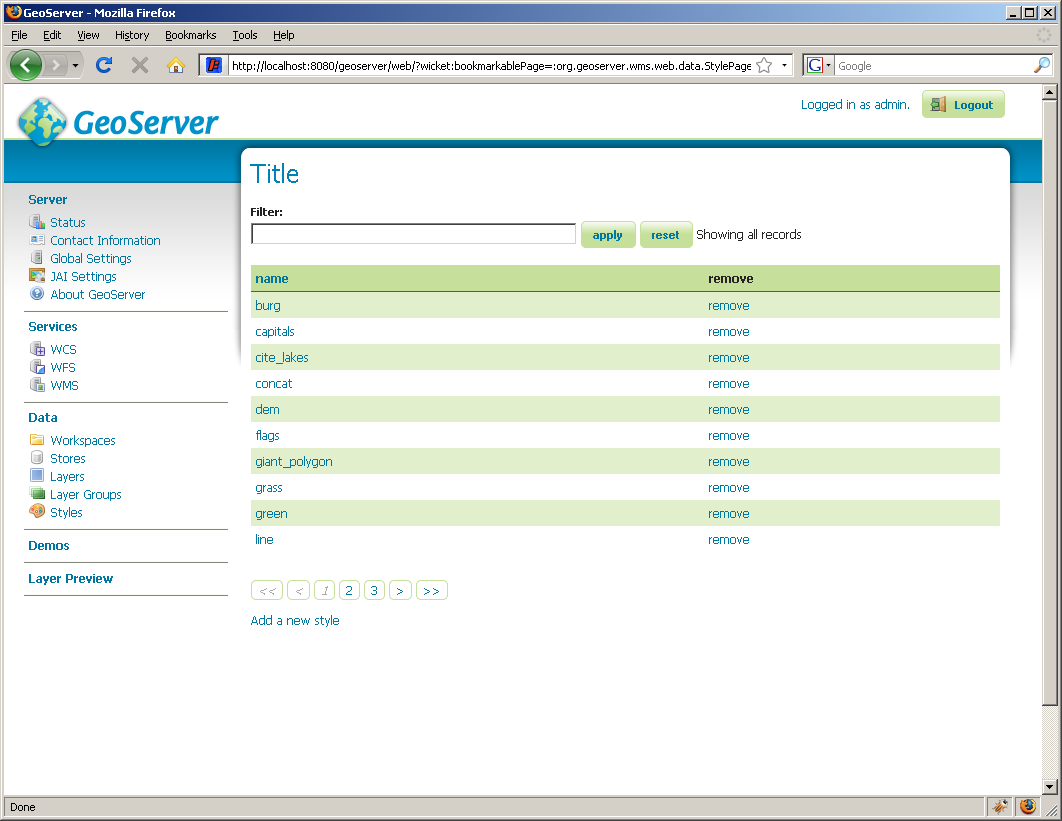 GeoServer - Mozilla Firefox
File Edit View History Bookmarks Tools Help
http://localhost:8080/geoserver/web/?wicket:bookmarkablePage=:org.geoserver.wms.web.data.StylePage
G Google
GeoServer
Logged in as admin. Logout
Server
Status
Contact Information
Global Settings
JAI Settings
About GeoServer
Services
WCS
WFS
WMS
Data
Workspaces
Stores
Layers
Layer Groups
Styles
Demos
Layer Preview
Title
Filter:
apply reset Showing all records
name remove
burg remove
capitals remove
cite_lakes remove
concat remove
dem remove
flags remove
giant_polygon remove
grass remove
green remove
line remove
<< < 1 2 3 > >>
Add a new style
Done